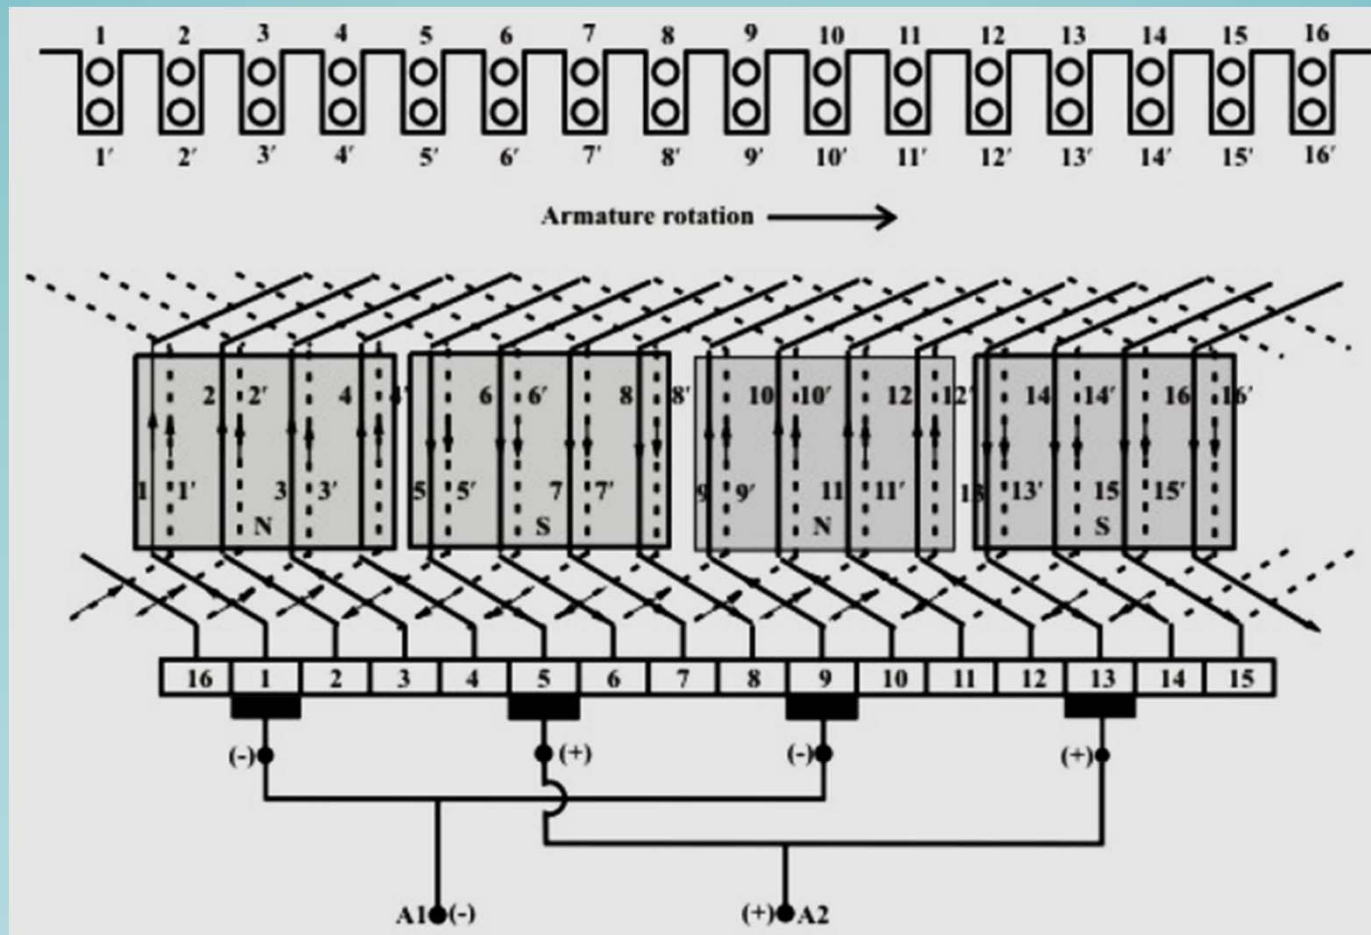 1 2 3 4 5 6 7 8 9 10 11 12 13 14 15 16
1′ 2′ 3′ 4′ 5′ 6′ 7′ 8′ 9′ 10′ 11′ 12′ 13′ 14′ 15′ 16′
Armature rotation
2 2′ 4 4′ 6 6′ 8 8′ 10 10′ 12 12′ 14 14′ 16 16′
1 1′ 3 3′ 5 5′ 7 7′ 9 9′ 11 11′ 13 13′ 15 15′
N S N S
16 1 2 3 4 5 6 7 8 9 10 11 12 13 14 15
(-) (+) (-) (+)
A1 (-) (+) A2